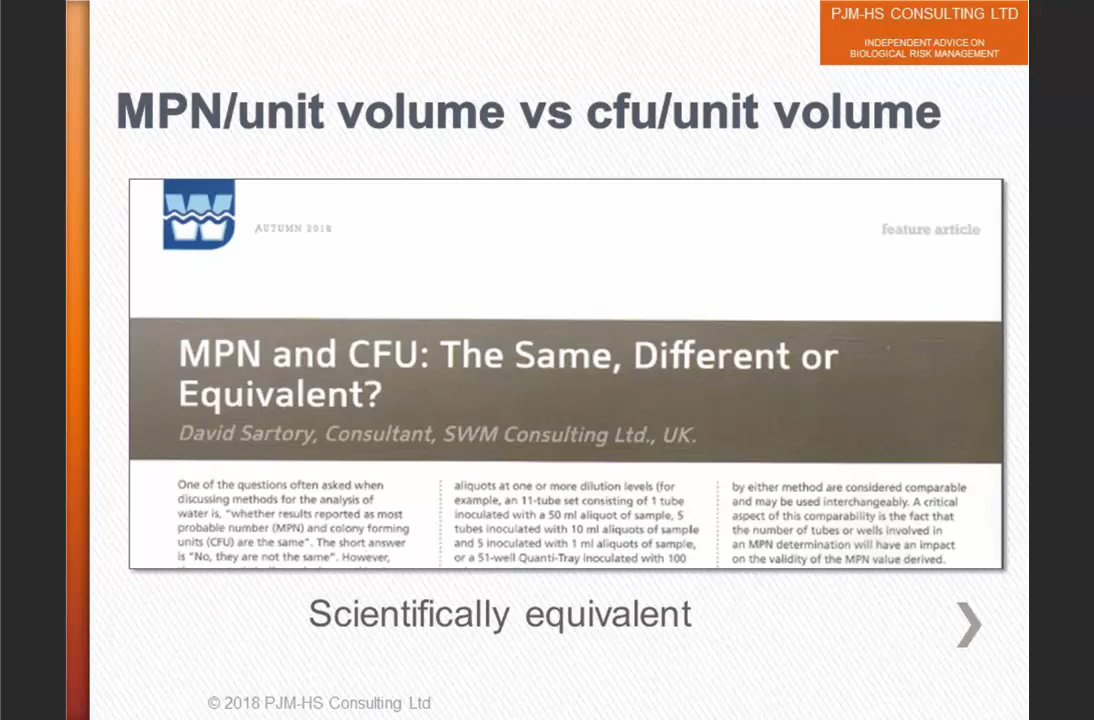 PJM-HS CONSULTING LTD
INDEPENDENT ADVICE ON
BIOLOGICAL RISK MANAGEMENT
MPN/unit volume vs cfu/unit volume
AUTUMN 2018
feature article
MPN and CFU: The Same, Different or
Equivalent?
David Sartory, Consultant, SWM Consulting Ltd., UK.
One of the questions often asked when
discussing methods for the analysis of
water is, "whether results reported as most
probable number (MPN) and colony forming
units (CFU) are the same". The short answer
is "No, they are not the same". However,
aliquots at one or more dilution levels (for
example, an 11-tube set consisting of 1 tube
inoculated with a 50 ml aliquot of sample, 5
tubes inoculated with 10 ml aliquots of sample
and 5 inoculated with 1 ml aliquots of sample,
or a 51-well Quanti-Tray inoculated with 100
by either method are considered comparable
and may be used interchangeably. A critical
aspect of this comparability is the fact that
the number of tubes or wells involved in
an MPN determination will have an impact
on the validity of the MPN value derived.
Scientifically equivalent
© 2018 PJM-HS Consulting Ltd